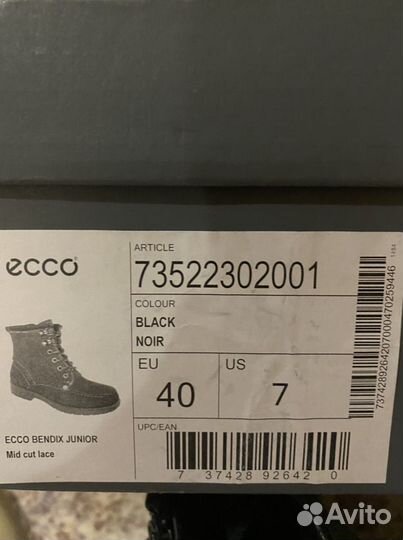 ecco
ARTICLE
73522302001
COLOUR
BLACK
NOIR
EU
US
40
7
ECCO BENDIX JUNIOR
Mid cut lace
UPC/EAN
7 37428 92642 0
7374289264207000470259446
Avito